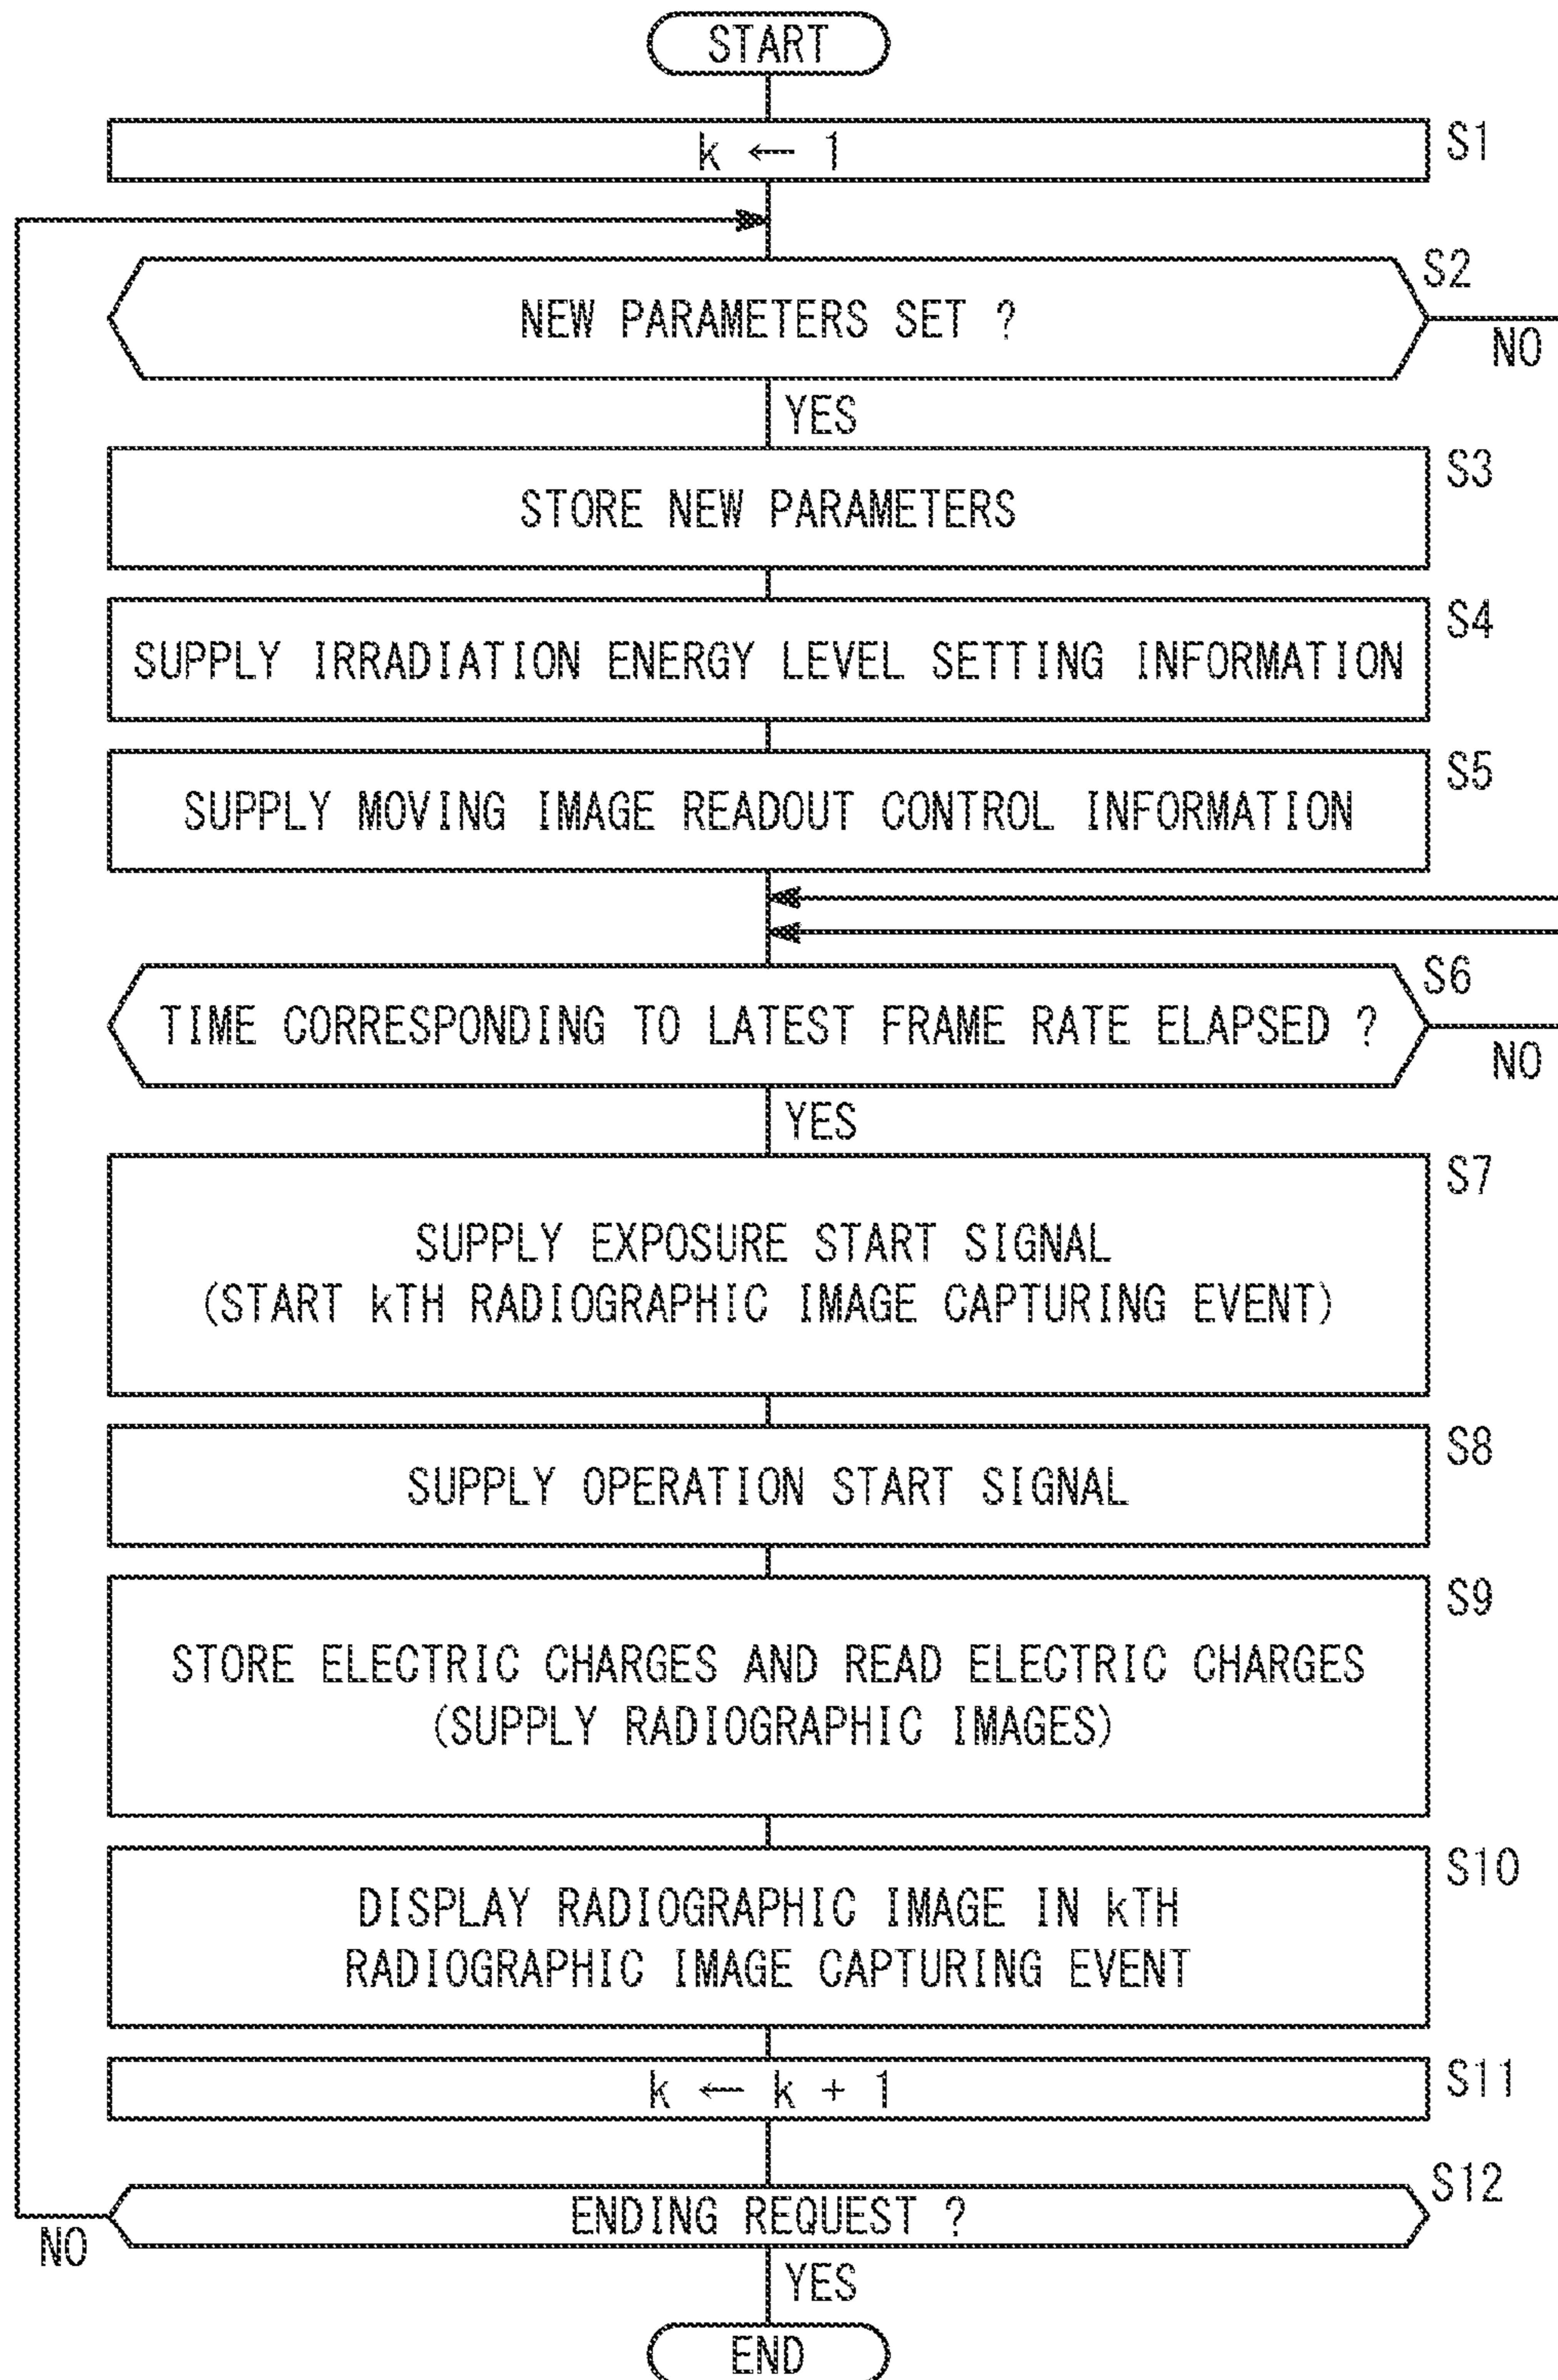 START
k ← 1
S1
NEW PARAMETERS SET ?
S2
NO
YES
STORE NEW PARAMETERS
S3
SUPPLY IRRADIATION ENERGY LEVEL SETTING INFORMATION
S4
SUPPLY MOVING IMAGE READOUT CONTROL INFORMATION
S5
TIME CORRESPONDING TO LATEST FRAME RATE ELAPSED ?
S6
NO
YES
SUPPLY EXPOSURE START SIGNAL
(START kTH RADIOGRAPHIC IMAGE CAPTURING EVENT)
S7
SUPPLY OPERATION START SIGNAL
S8
STORE ELECTRIC CHARGES AND READ ELECTRIC CHARGES
(SUPPLY RADIOGRAPHIC IMAGES)
S9
DISPLAY RADIOGRAPHIC IMAGE IN kTH
RADIOGRAPHIC IMAGE CAPTURING EVENT
S10
k ← k + 1
S11
ENDING REQUEST ?
S12
NO
YES
END